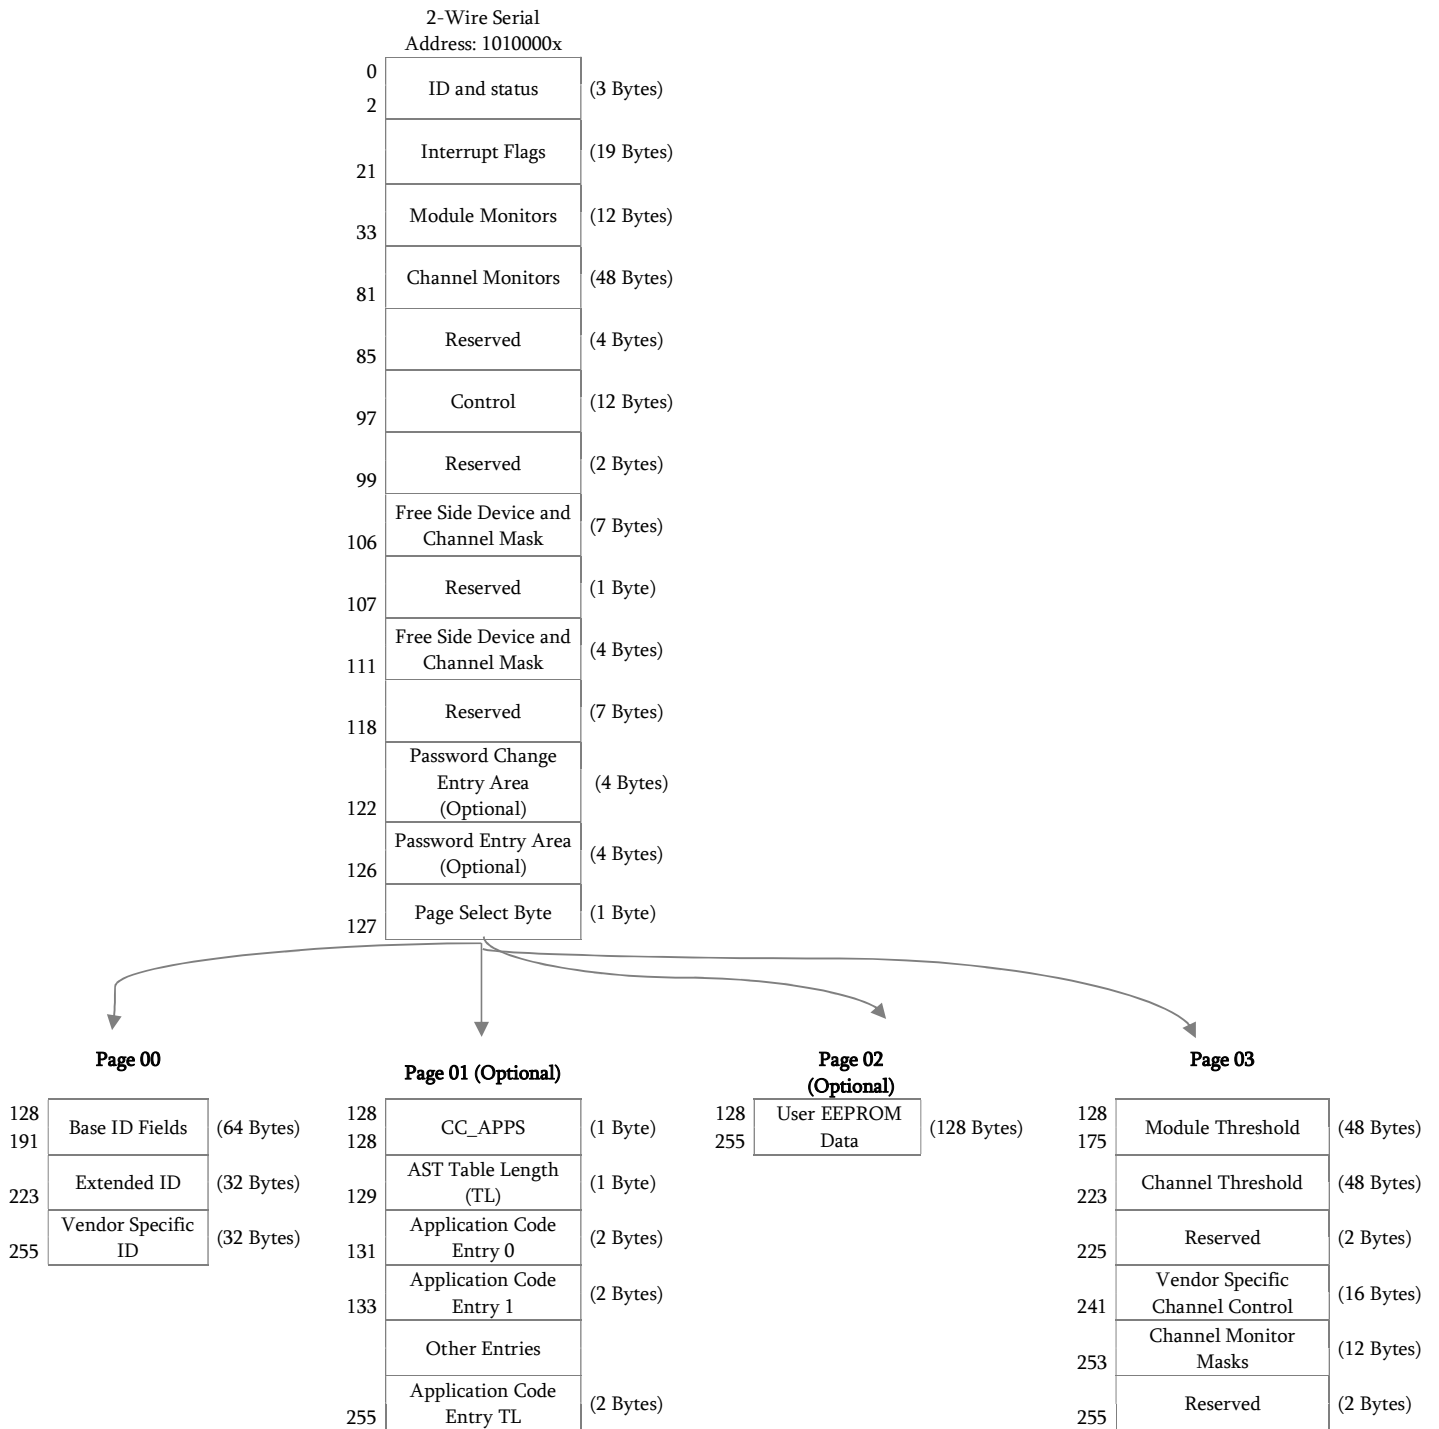 2-Wire Serial
Address: 1010000x
0
2
ID and status
(3 Bytes)
21
Interrupt Flags
(19 Bytes)
33
Module Monitors
(12 Bytes)
81
Channel Monitors
(48 Bytes)
85
Reserved
(4 Bytes)
97
Control
(12 Bytes)
99
Reserved
(2 Bytes)
106
Free Side Device and
Channel Mask
(7 Bytes)
107
Reserved
(1 Byte)
111
Free Side Device and
Channel Mask
(4 Bytes)
118
Reserved
(7 Bytes)
122
Password Change
Entry Area
(Optional)
(4 Bytes)
126
Password Entry Area
(Optional)
(4 Bytes)
127
Page Select Byte
(1 Byte)
Page 00
128
191
Base ID Fields
(64 Bytes)
223
Extended ID
(32 Bytes)
255
Vendor Specific
ID
(32 Bytes)
Page 01 (Optional)
128
128
CC_APPS
(1 Byte)
129
AST Table Length
(TL)
(1 Byte)
131
Application Code
Entry 0
(2 Bytes)
133
Application Code
Entry 1
(2 Bytes)
Other Entries
255
Application Code
Entry TL
(2 Bytes)
Page 02
(Optional)
128
255
User EEPROM
Data
(128 Bytes)
Page 03
128
175
Module Threshold
(48 Bytes)
223
Channel Threshold
(48 Bytes)
225
Reserved
(2 Bytes)
241
Vendor Specific
Channel Control
(16 Bytes)
253
Channel Monitor
Masks
(12 Bytes)
255
Reserved
(2 Bytes)